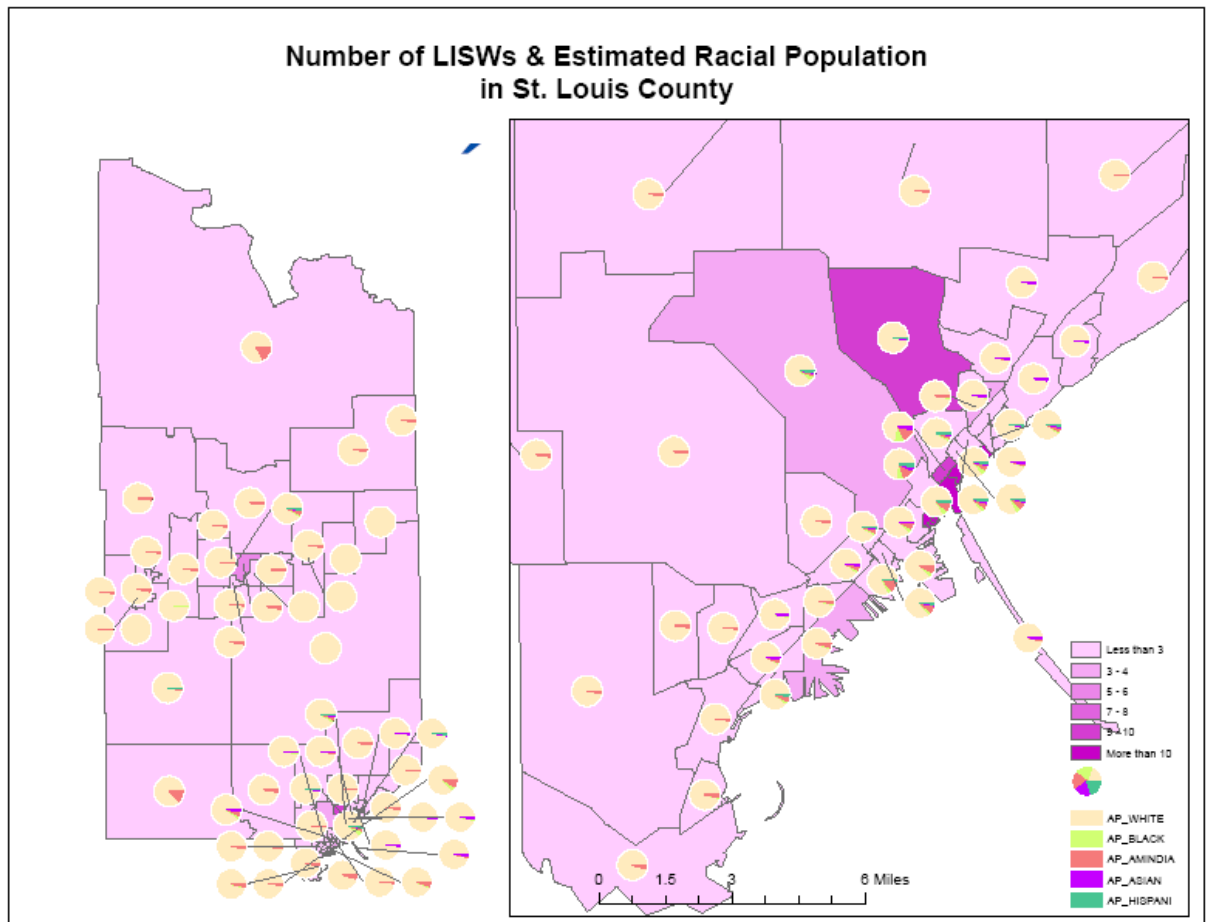 Number of LISWs & Estimated Racial Population
in St. Louis County
Less than 3
3 - 4
5 - 6
7 - 8
9 - 10
More than 10
AP_WHITE
AP_BLACK
AP_AMINDIA
AP_ASIAN
AP_HISPANI
0 1.5 3 6 Miles